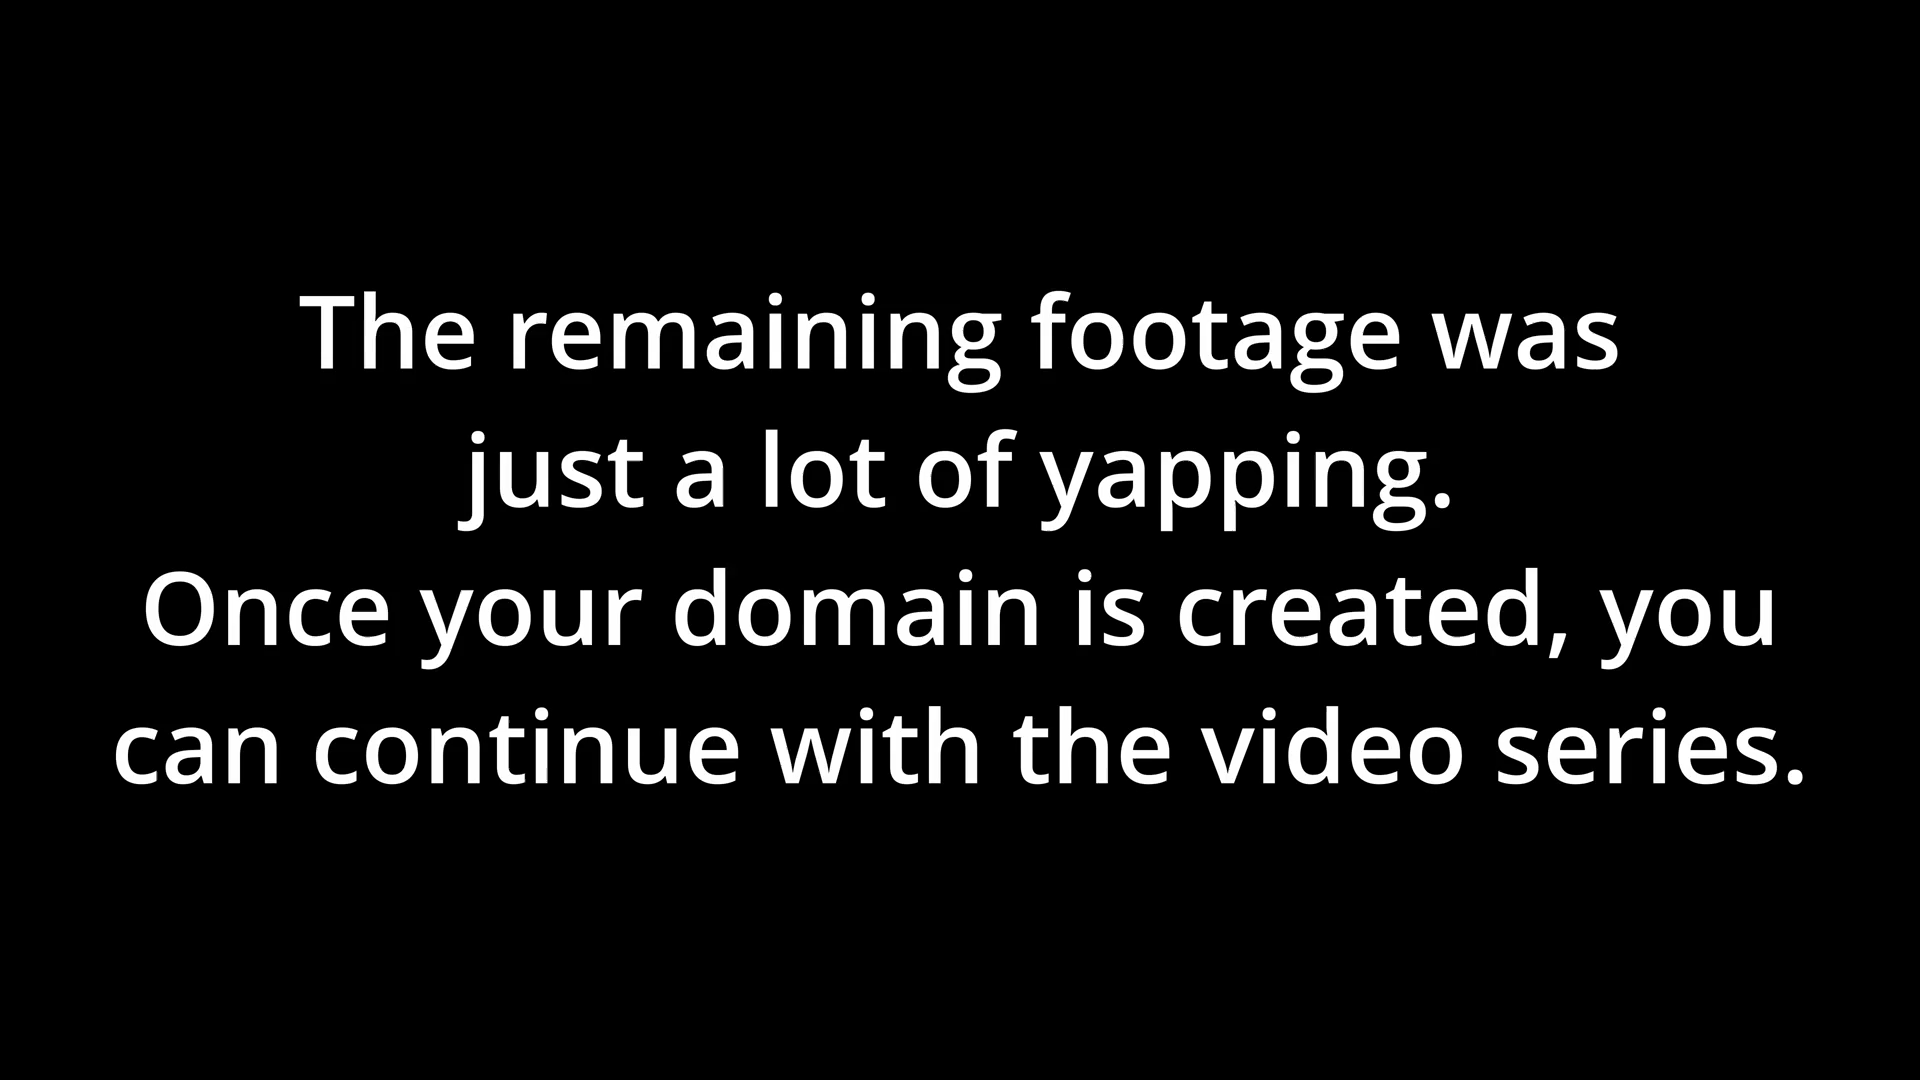 The remaining footage was
just a lot of yapping.
Once your domain is created, you
can continue with the video series.